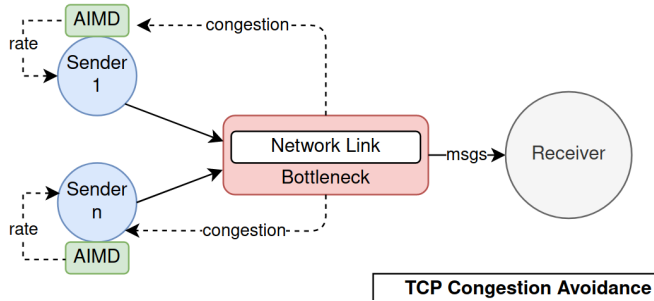 AIMD
congestion
rate
Sender
1
Network Link
Bottleneck
msgs
Receiver
Sender
n
rate
congestion
AIMD
TCP Congestion Avoidance